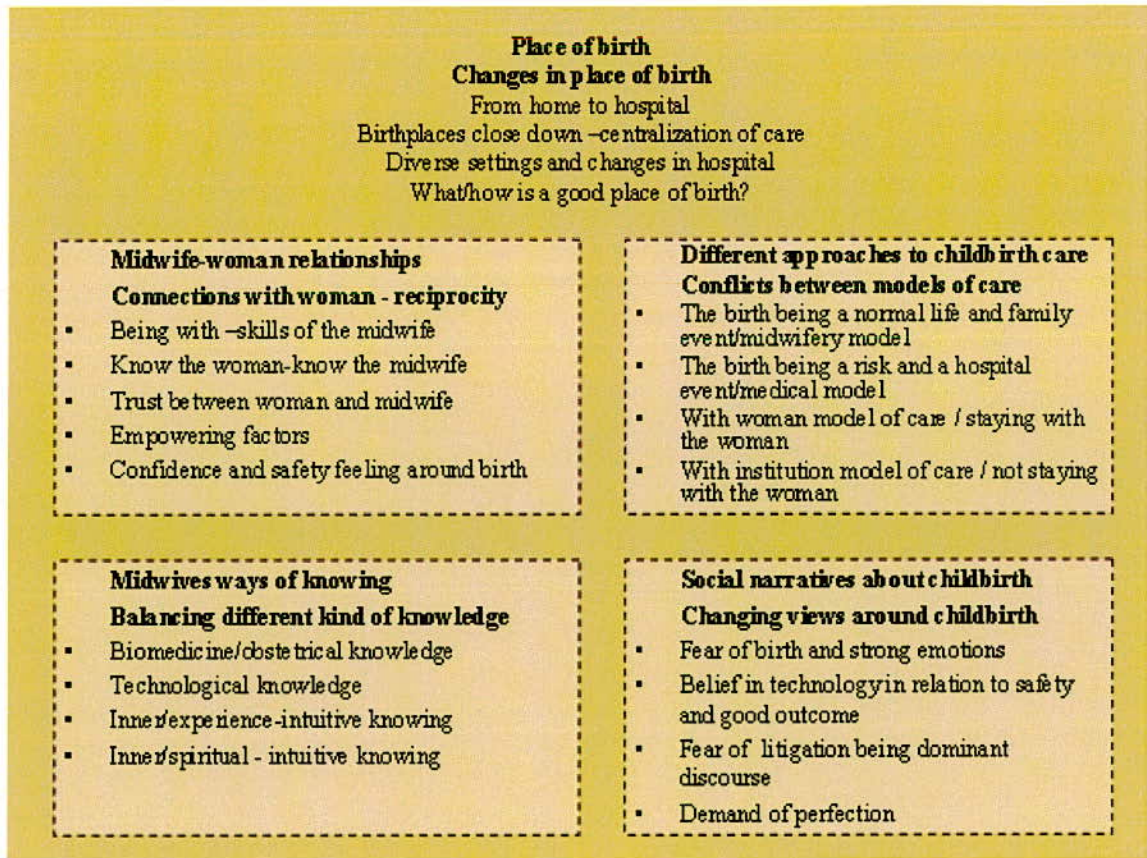 Place of birth
Changes in place of birth
From home to hospital
Birthplaces close down –centralization of care
Diverse settings and changes in hospital
What/how is a good place of birth?
Midwife-woman relationships
Connections with woman - reciprocity
▪ Being with –skills of the midwife
▪ Know the woman-know the midwife
▪ Trust between woman and midwife
▪ Empowering factors
▪ Confidence and safety feeling around birth
Different approaches to childbirth care
Conflicts between models of care
▪ The birth being a normal life and family
event/midwifery model
▪ The birth being a risk and a hospital
event/medical model
▪ With woman model of care / staying with
the woman
▪ With institution model of care / not staying
with the woman
Midwives ways of knowing
Balancing different kind of knowledge
▪ Biomedicine/obstetrical knowledge
▪ Technological knowledge
▪ Inner/experience-intuitive knowing
▪ Inner/spiritual - intuitive knowing
Social narratives about childbirth
Changing views around childbirth
▪ Fear of birth and strong emotions
▪ Belief in technology in relation to safety
and good outcome
▪ Fear of litigation being dominant
discourse
▪ Demand of perfection